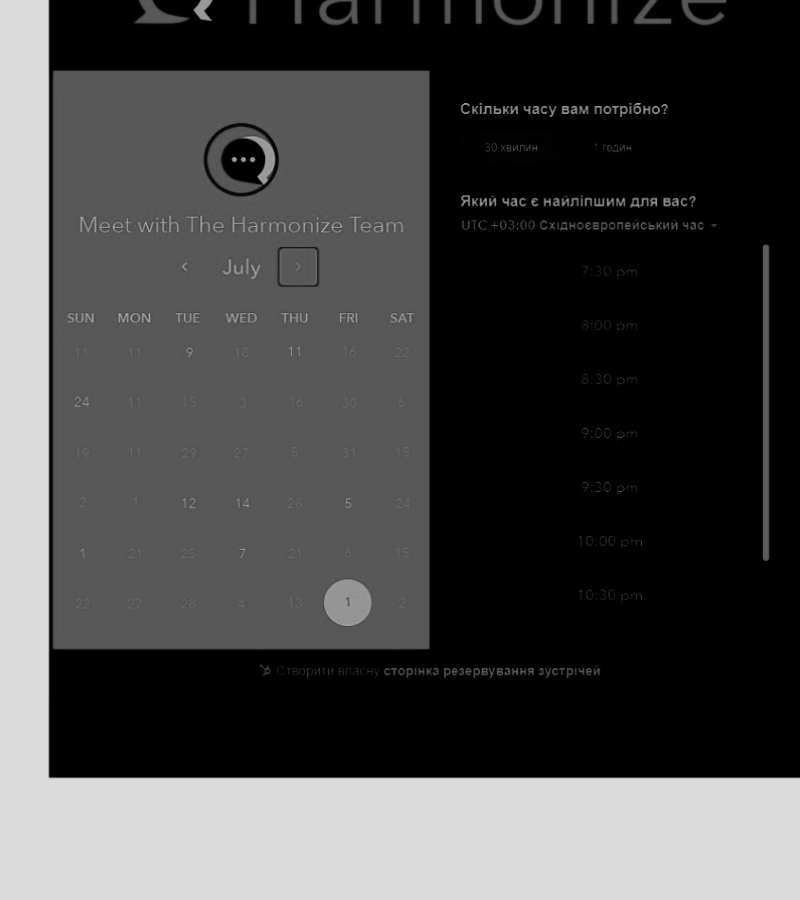 Harmonize
Meet with The Harmonize Team
July
SUN MON TUE WED THU FRI SAT
11 11 9 18 11 16 22
24 11 15 3 16 30 6
19 11 29 27 5 31 15
2 1 12 14 28 5 24
1 21 25 7 21 6 15
22 27 28 4 13 1 2
Скільки часу вам потрібно?
30 хвилин 1 годин
Який час є найліпшим для вас?
UTC +03:00 Східноєвропейський час
7:30 pm
8:00 pm
8:30 pm
9:00 pm
9:30 pm
10:00 pm
10:30 pm
Створити власну сторінка резервування зустрічей